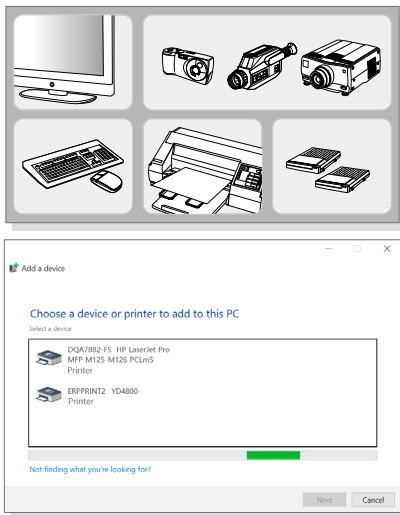 Add a device
Choose a device or printer to add to this PC
Select a device
DQA7882-F5 HP LaserJet Pro
MFP M125-M126 PCLmS
Printer
ERPPRINT2 YD4800-
Printer
Not finding what you're looking for?
Next Cancel